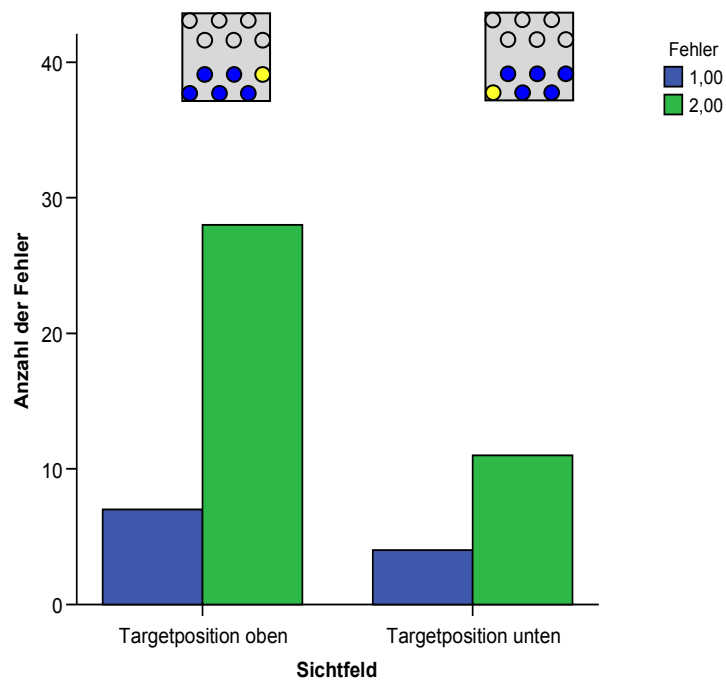 Fehler
1,00
2,00
40
30
20
10
0
Anzahl der Fehler
Targetposition oben
Targetposition unten
Sichtfeld